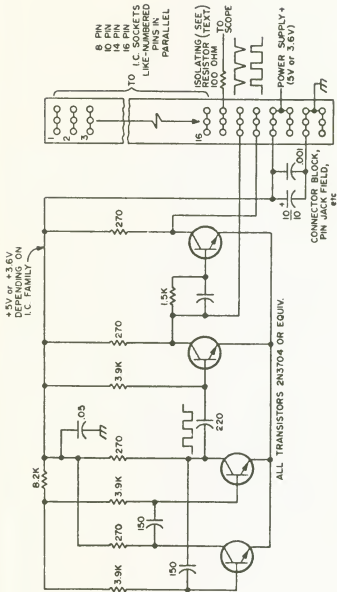 +5V or +3.6V
DEPENDING ON
I.C. FAMILY
8.2K
.05
3.9K
270
3.9K
270
3.9K
270
270
150
150
220
1.5K
ALL TRANSISTORS 2N3704 OR EQUIV.
10
+
10
.001
CONNECTOR BLOCK,
PIN JACK FIELD,
etc
1
2
3
16
TO
8 PIN
10 PIN
14 PIN
16 PIN
I.C. SOCKETS
LIKE-NUMBERED
PINS IN
PARALLEL
ISOLATING (SEE
RESISTOR (TEXT)
100 OHM
TO
SCOPE
POWER SUPPLY+
(5V or 3.6V)